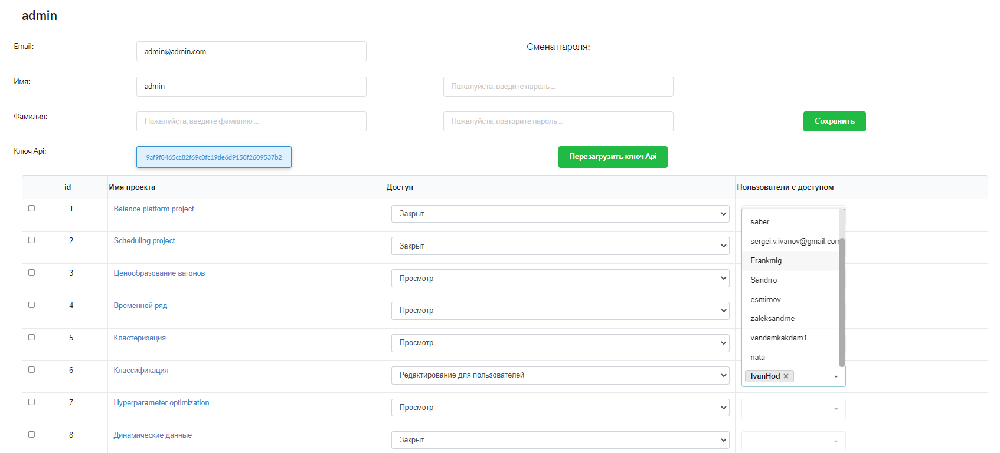 admin
Email:
admin@admin.com
Смена пароля:
Имя:
admin
Пожалуйста, введите пароль ...
Фамилия:
Пожалуйста, введите фамилию ...
Пожалуйста, повторите пароль ...
Сохранить
Ключ Api:
9af9f8465cc82f69c0fc19de6d9158f2609537b2
Перезагрузить ключ Api
id Имя проекта Доступ Пользователи с доступом
1 Balance platform project Закрыт
saber
2 Scheduling project Закрыт
sergei.v.ivanov@gmail.com
Frankmig
3 Ценообразование вагонов Просмотр
Sandrro
esmirnov
4 Временной ряд Просмотр
zaleksandrne
5 Кластеризация Просмотр
vandamkakdam1
nata
6 Классификация Редактирование для пользователей
IvanHod ×
7 Hyperparameter optimization Просмотр
8 Динамические данные Закрыт